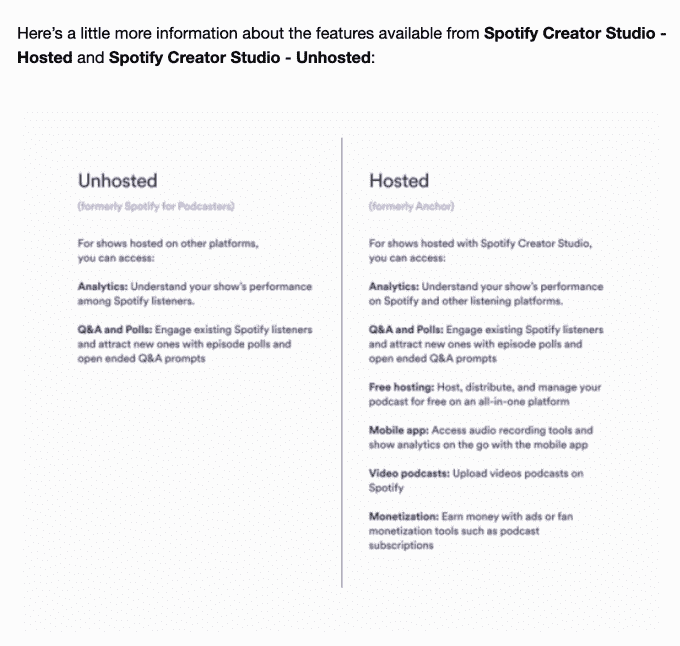 Here's a little more information about the features available from Spotify Creator Studio -
Hosted and Spotify Creator Studio - Unhosted:
Unhosted
(formerly Spotify for Podcasters)
For shows hosted on other platforms,
you can access:
Analytics: Understand your show's performance
among Spotify listeners.
Q&A and Polls: Engage existing Spotify listeners
and attract new ones with episode polls and
open ended Q&A prompts
Hosted
(formerly Anchor)
For shows hosted with Spotify Creator Studio,
you can access:
Analytics: Understand your show's performance
on Spotify and other listening platforms.
Q&A and Polls: Engage existing Spotify listeners
and attract new ones with episode polls and
open ended Q&A prompts
Free hosting: Host, distribute, and manage your
podcast for free on an all-in-one platform
Mobile app: Access audio recording tools and
show analytics on the go with the mobile app
Video podcasts: Upload videos podcasts on
Spotify
Monetization: Earn money with ads or fan
monetization tools such as podcast
subscriptions